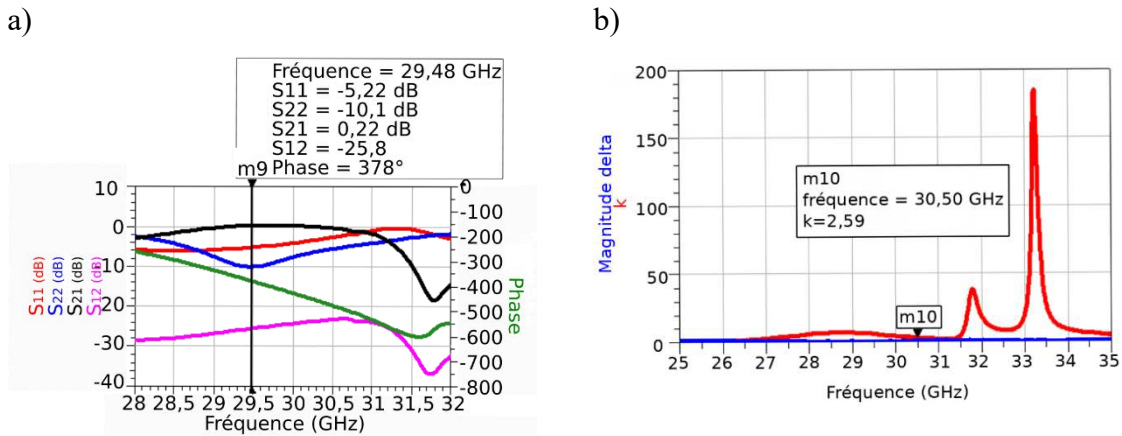 a)
Fréquence = 29,48 GHz
S11 = -5,22 dB
S22 = -10,1 dB
S21 = 0,22 dB
S12 = -25,8
m9 Phase = 378°
10
0
-10
-20
-30
-40
S11 (dB)
S22 (dB)
S21 (dB)
S12 (dB)
0
-100
-200
-300
-400
-500
-600
-700
-800
Phase
28 28,5 29 29,5 30 30,5 31 31,5 32
Fréquence (GHz)
b)
200
150
100
50
0
Magnitude delta
k
m10
fréquence = 30,50 GHz
k=2,59
m10
25 26 27 28 29 30 31 32 33 34 35
Fréquence (GHz)